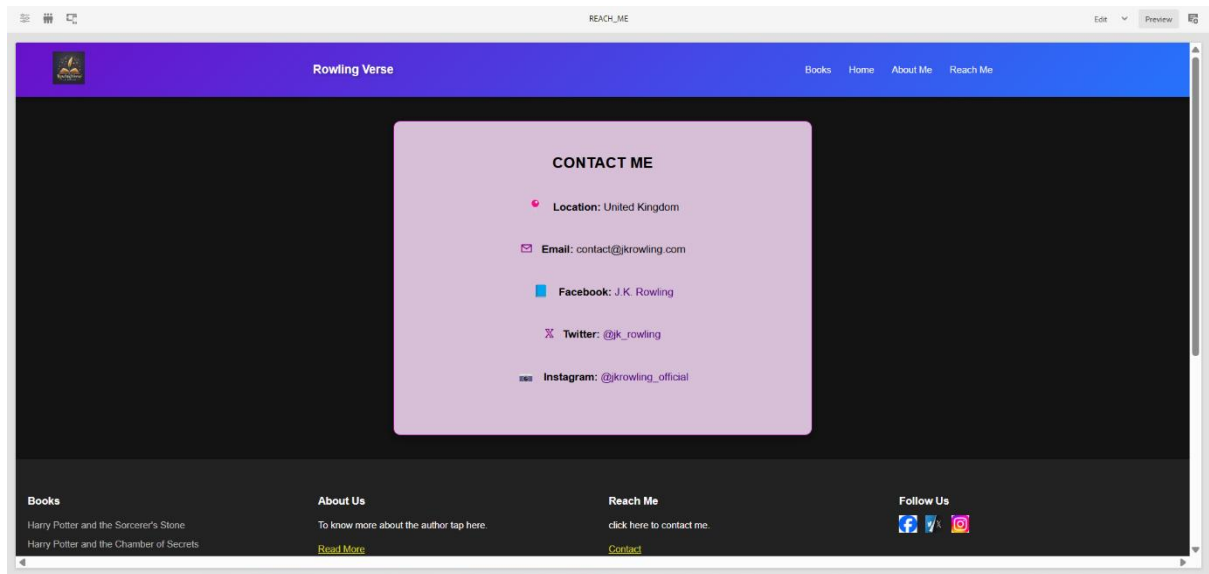 REACH_ME
Edit
Preview
Rowling Verse
Books
Home
About Me
Reach Me
CONTACT ME
Location: United Kingdom
Email: contact@jkrowling.com
Facebook: J.K. Rowling
𝕏 Twitter: @jk_rowling
Instagram: @jkrowling_official
Books
Harry Potter and the Sorcerer's Stone
Harry Potter and the Chamber of Secrets
About Us
To know more about the author tap here.
Read More
Reach Me
click here to contact me.
Contact
Follow Us